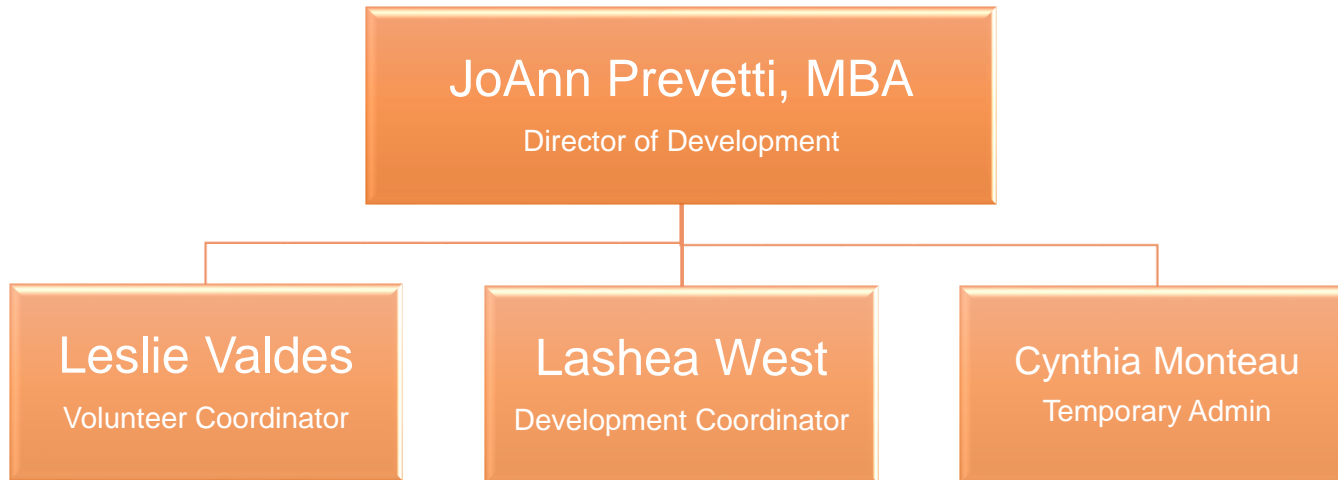 JoAnn Prevetti, MBA
Director of Development
Leslie Valdes
Volunteer Coordinator
Lashea West
Development Coordinator
Cynthia Monteau
Temporary Admin